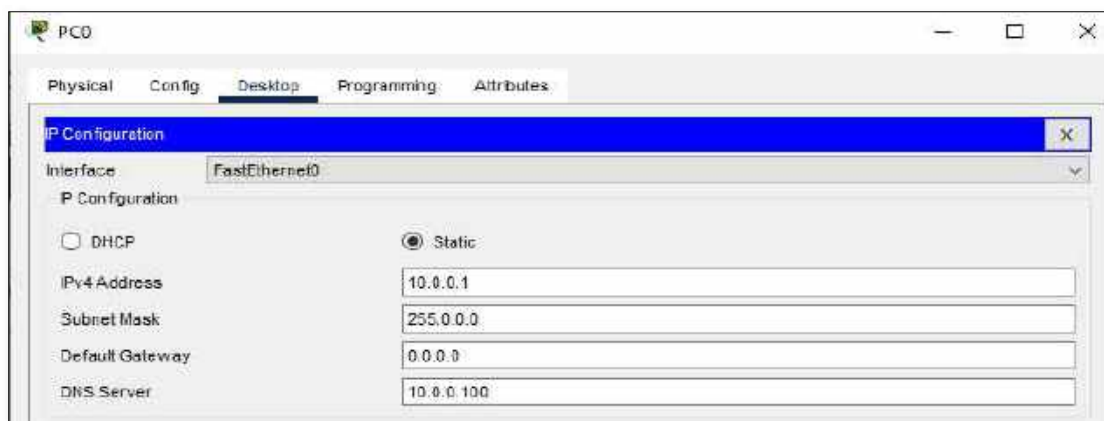 PC0
Physical Config Desktop Programming Attributes
IP Configuration X
Interface FastEthernet0
IP Configuration
DHCP Static
IPv4 Address 10.0.0.1
Subnet Mask 255.0.0.0
Default Gateway 0.0.0.0
DNS Server 10.0.0.100